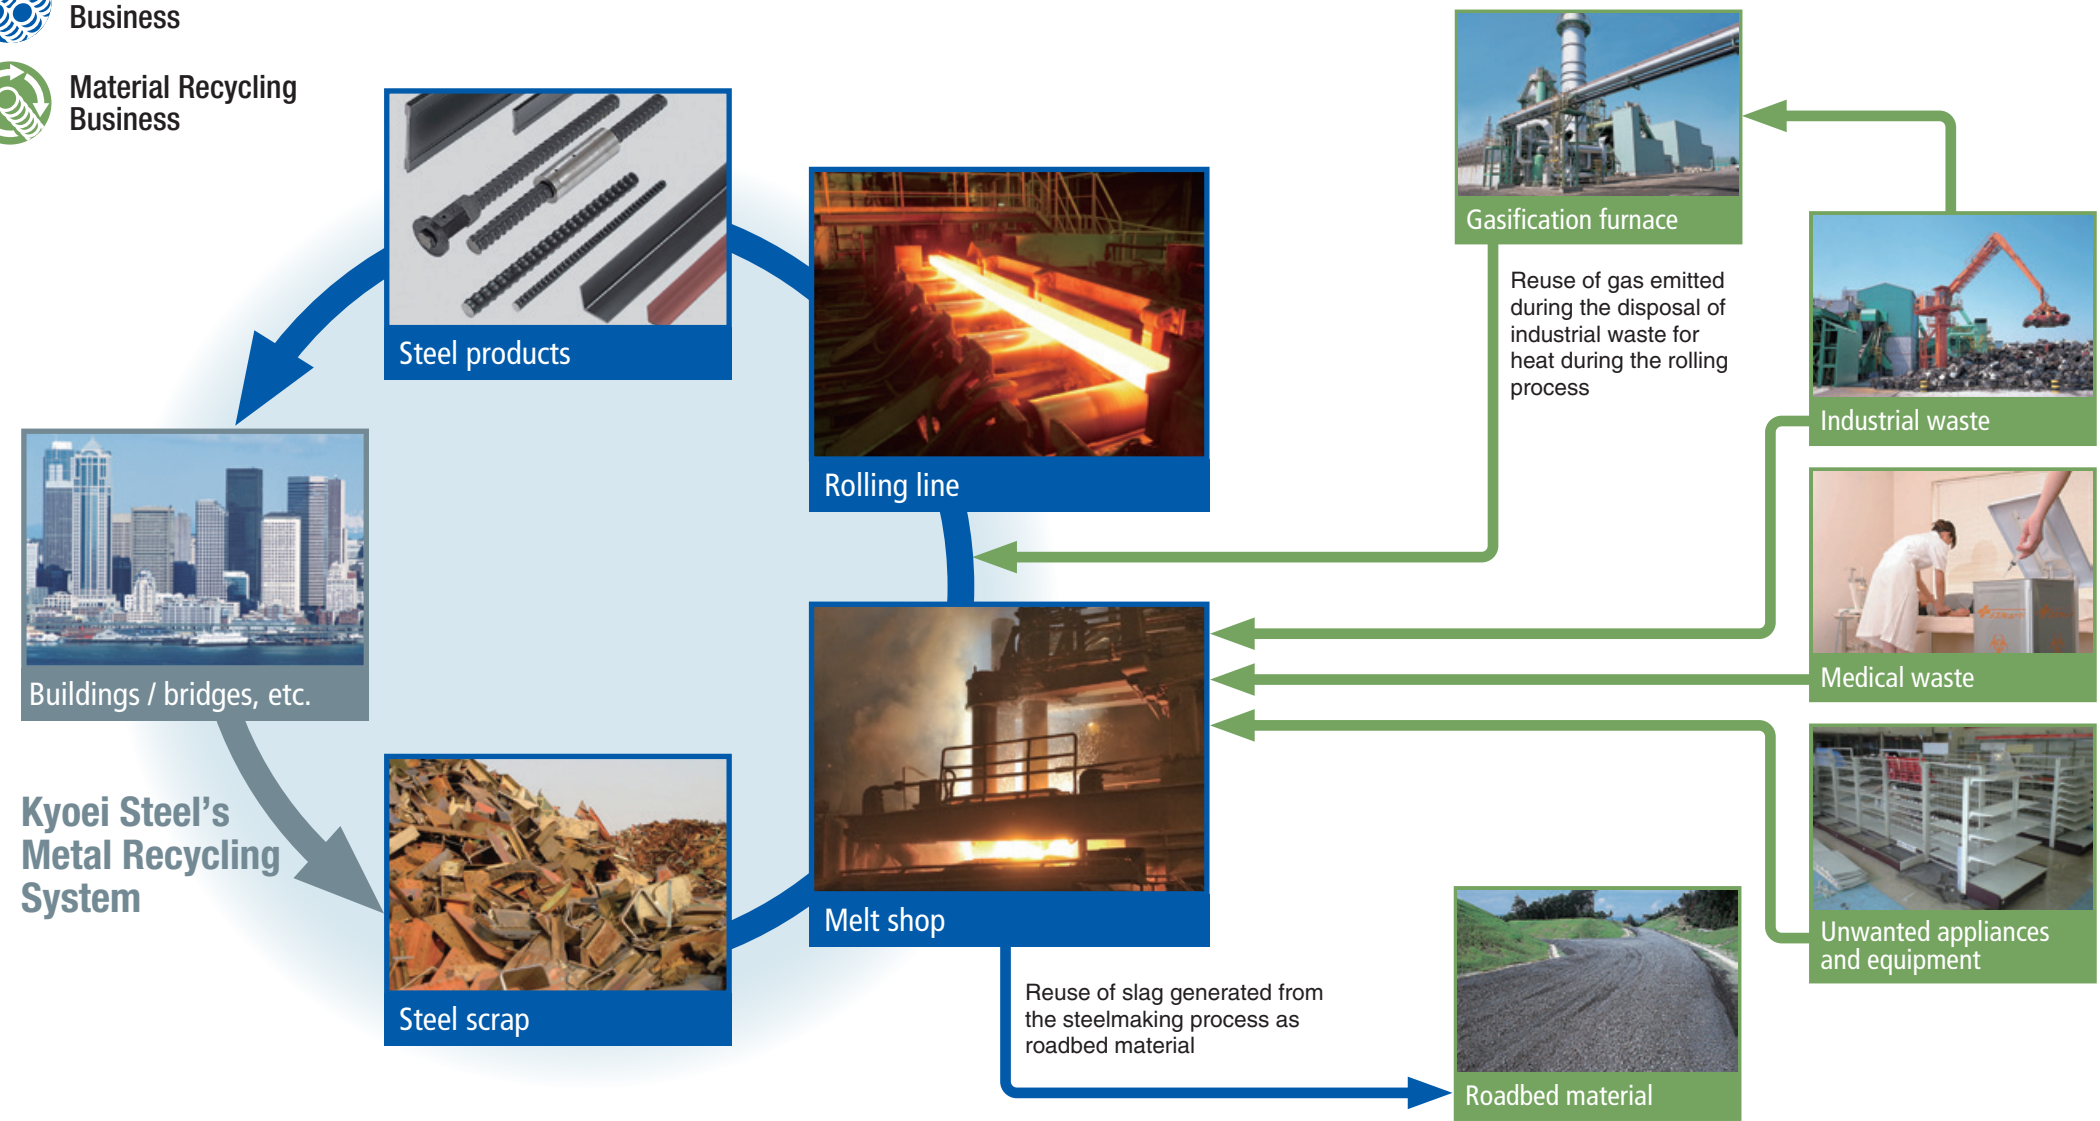 Business
Material Recycling
Business
Steel products
Rolling line
Gasification furnace
Reuse of gas emitted
during the disposal of
industrial waste for
heat during the rolling
process
Industrial waste
Medical waste
Unwanted appliances
and equipment
Buildings / bridges, etc.
Kyoei Steel's
Metal Recycling
System
Steel scrap
Melt shop
Reuse of slag generated from
the steelmaking process as
roadbed material
Roadbed material